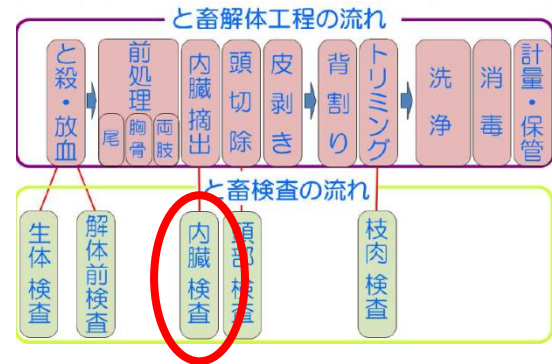 と畜解体工程の流れ
と殺・放血
前処理
尾
胸骨
両肢
内臓摘出
頭切除
皮剥き
背割り
トリミング
洗浄
消毒
計量・保管
と畜検査の流れ
生体検査
解体前検査
内臓検査
頭部検査
枝肉検査